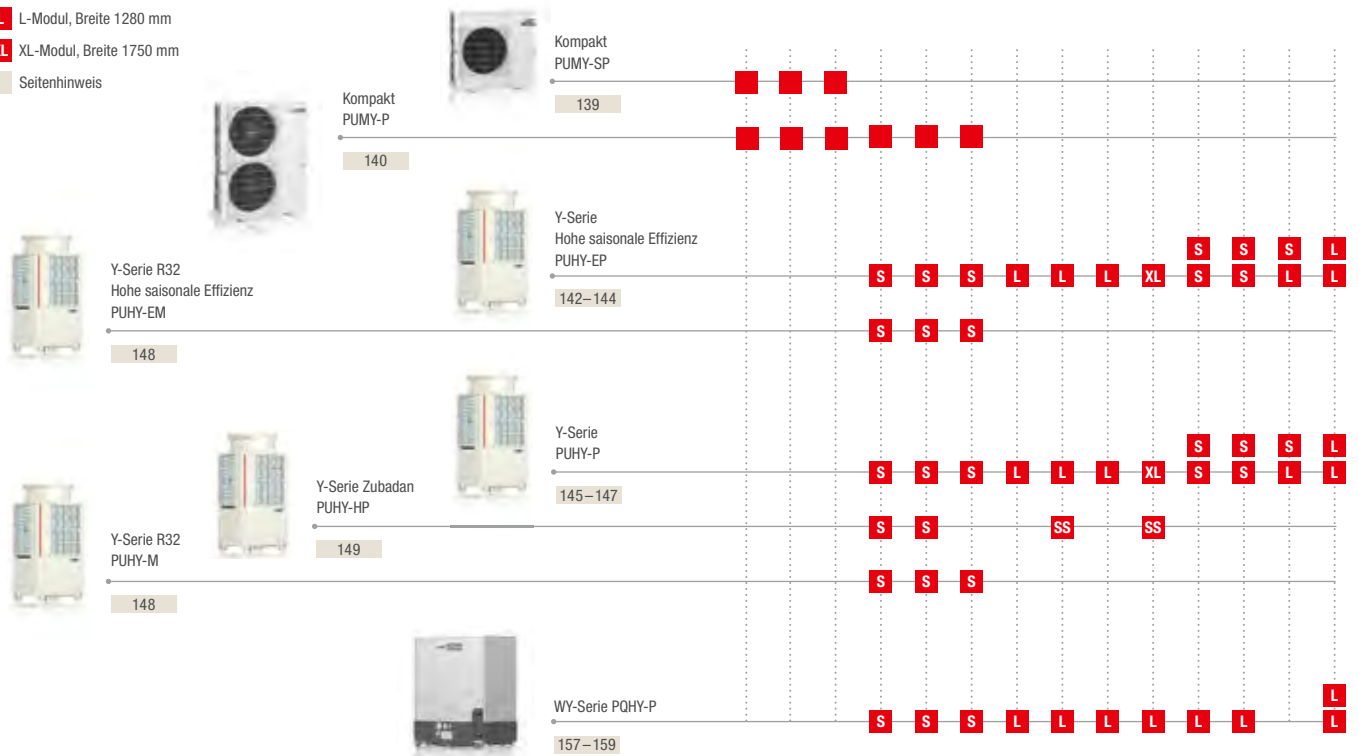 L L-Modul, Breite 1280 mm
XL XL-Modul, Breite 1750 mm
Seitenhinweis
Kompakt
PUMY-SP
139
Kompakt
PUMY-P
140
Y-Serie
Hohe saisonale Effizienz
PUHY-EP
142–144
S S S L
S S S L L L XL S S L L
Y-Serie R32
Hohe saisonale Effizienz
PUHY-EM
148
S S S
Y-Serie
PUHY-P
145–147
S S S L
S S S L L L XL S S L L
Y-Serie Zubadan
PUHY-HP
149
S S SS SS
Y-Serie R32
PUHY-M
148
S S S
WY-Serie PQHY-P
157–159
L
S S S L L L L L L L